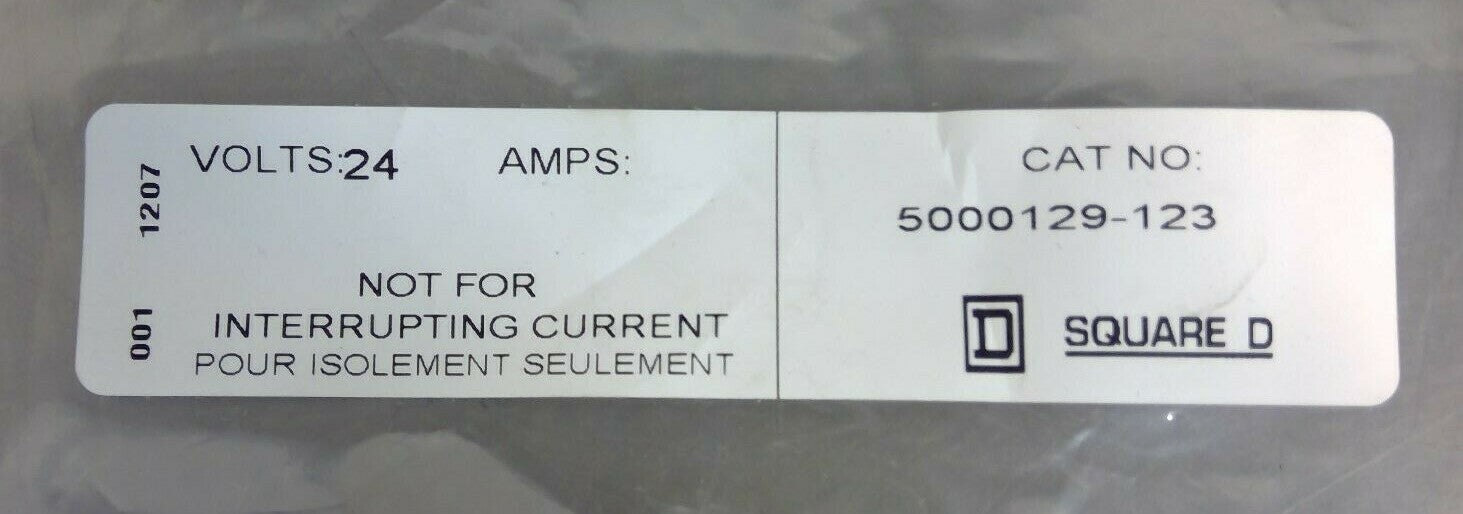 VOLTS:24 AMPS:
NOT FOR
INTERRUPTING CURRENT
POUR ISOLEMENT SEULEMENT
001 1207
CAT NO:
5000129-123
D SQUARE D